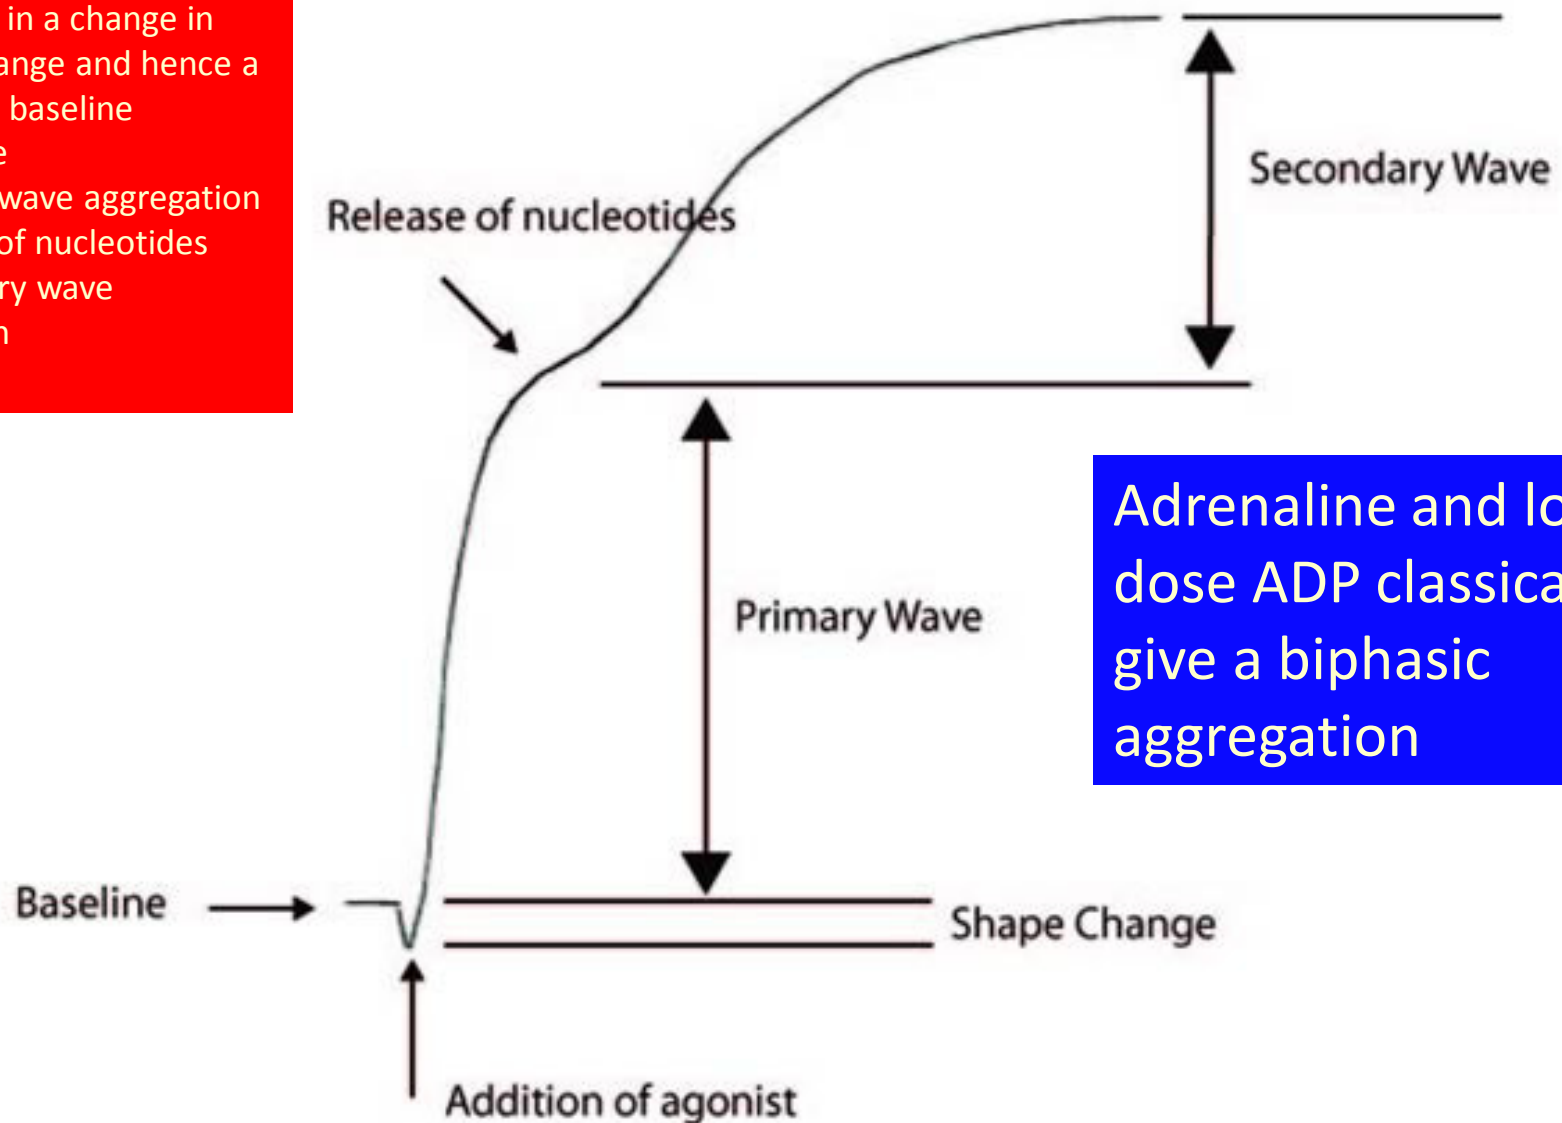 in a change in
ange and hence a
baseline
e
wave aggregation
of nucleotides
ry wave
n
Release of nucleotides
Secondary Wave
Adrenaline and lo
dose ADP classica
give a biphasic
aggregation
Primary Wave
Baseline
Shape Change
Addition of agonist